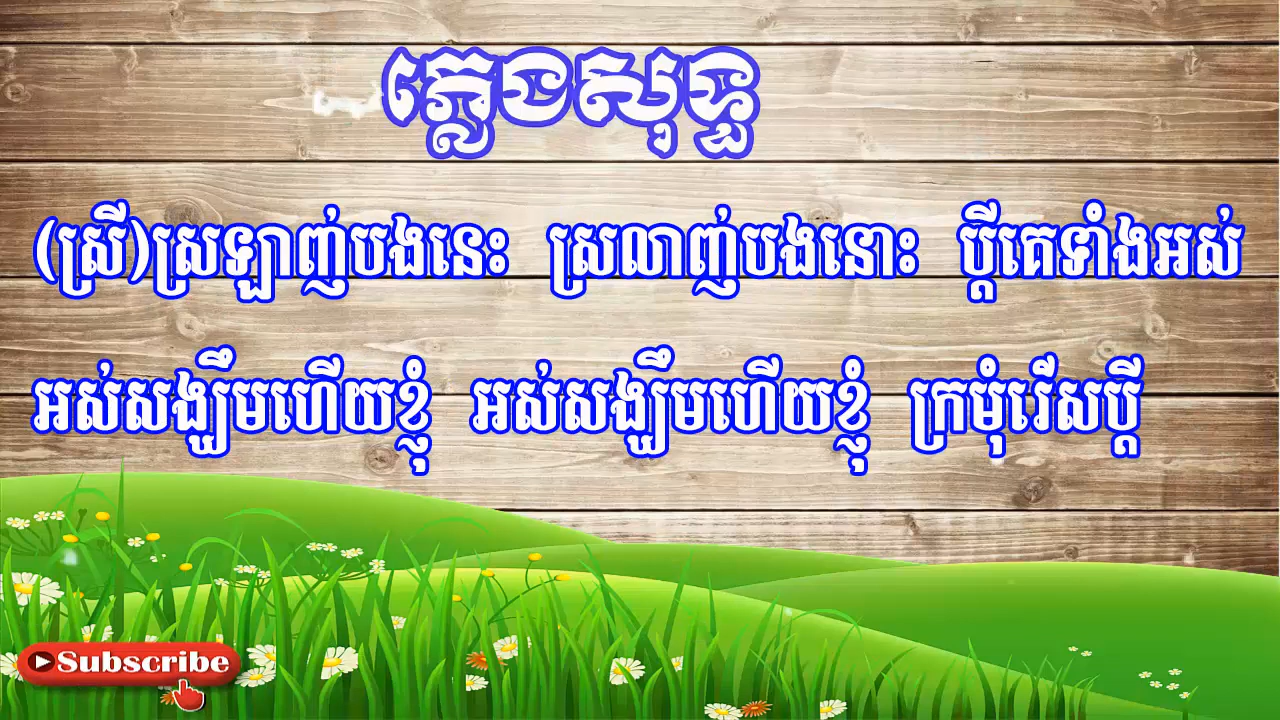 ភ្លេងសុទ្ធ
(ស្រី)ស្រឡាញ់បងនេះ ស្រលាញ់បងនោះ ប្តីគេទាំងអស់
អស់សង្ឃឹមហើយខ្ញុំ អស់សង្ឃឹមហើយខ្ញុំ ក្រមុំរើសប្តី
Subscribe